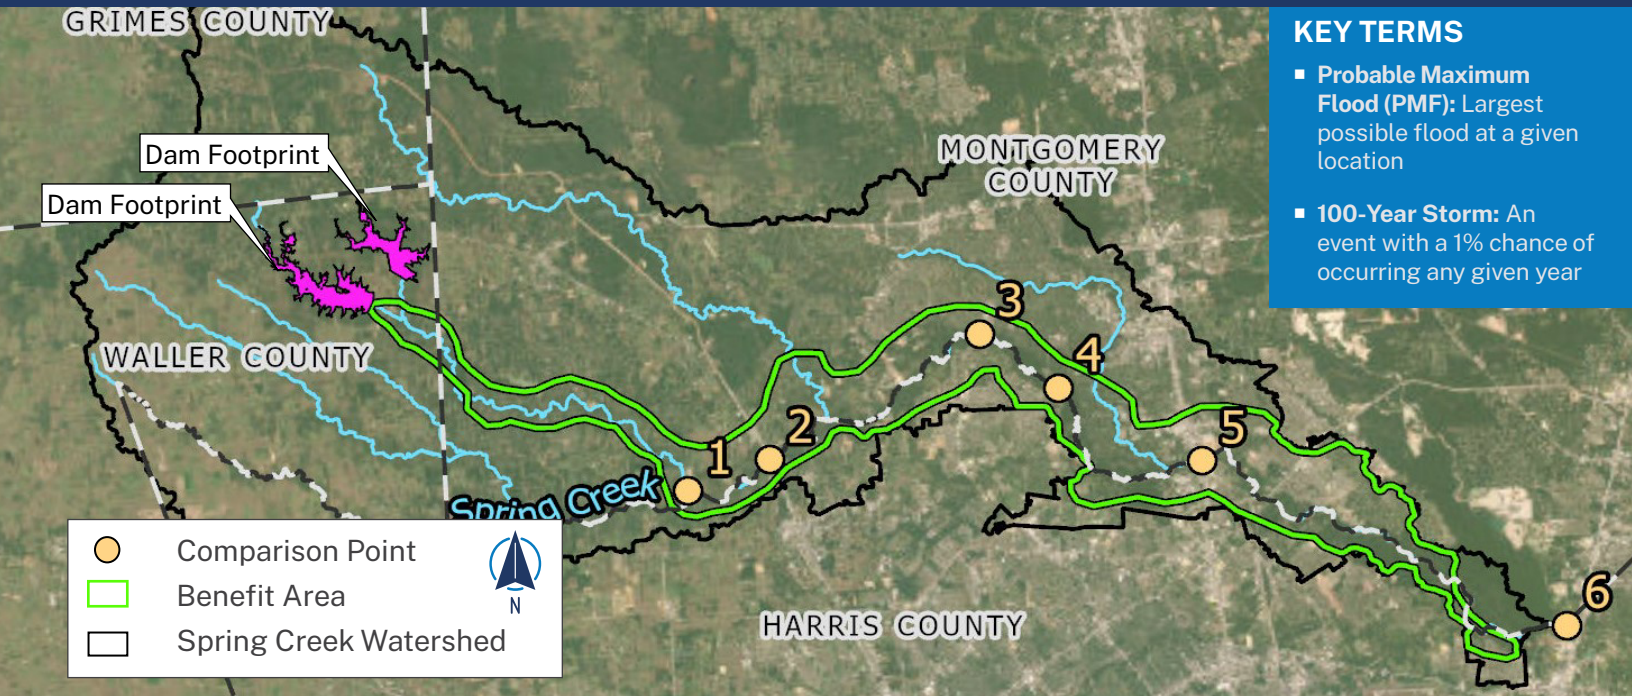 GRIMES COUNTY
KEY TERMS
▪ Probable Maximum
Flood (PMF): Largest
possible flood at a given
location
▪ 100-Year Storm: An
event with a 1% chance of
occurring any given year
Dam Footprint
MONTGOMERY
COUNTY
Dam Footprint
3
WALLER COUNTY
4
2
5
1
Spring Creek
Comparison Point
Benefit Area
N
Spring Creek Watershed
HARRIS COUNTY
6